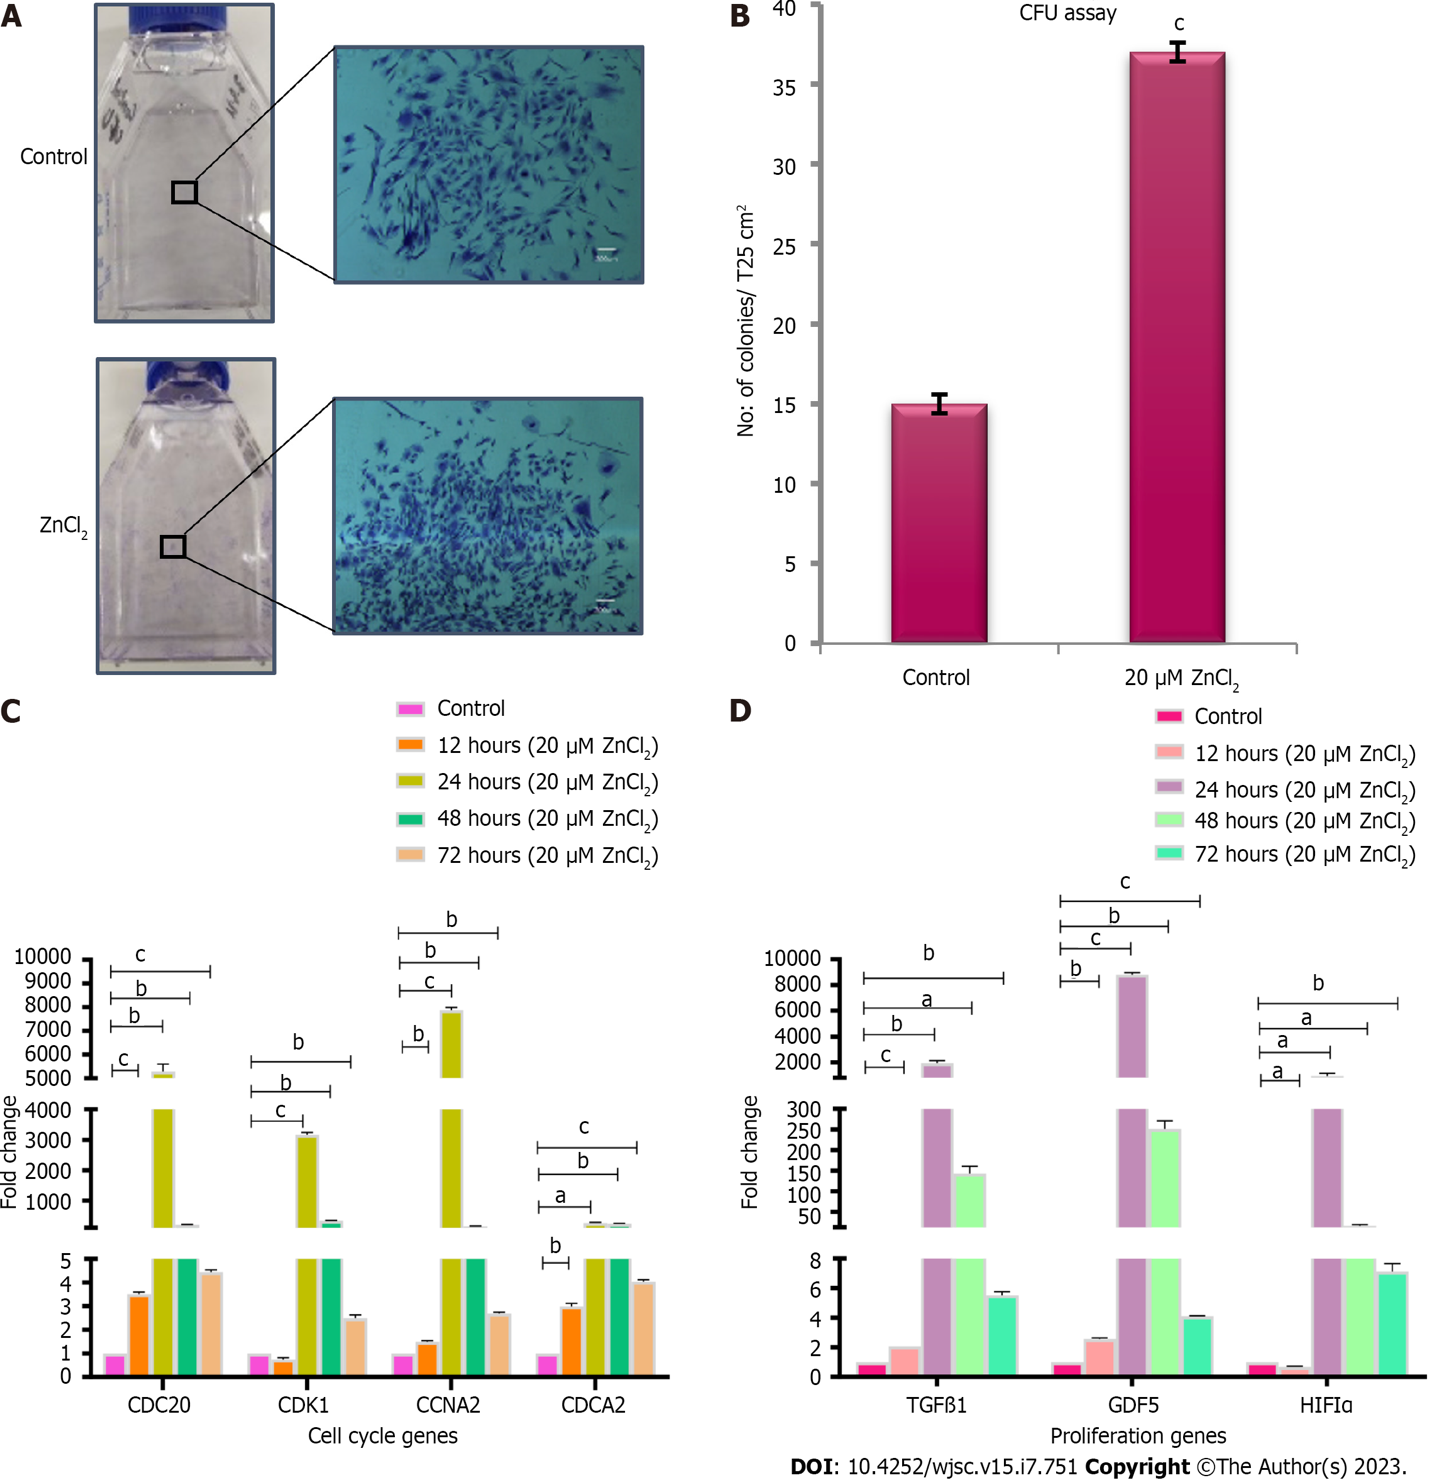 A
Control
ZnCl2
B
CFU assay
No: of colonies/ T25 cm2
40
35
30
25
20
15
10
5
0
c
Control
20 µM ZnCl2
C
Control
12 hours (20 µM ZnCl2)
24 hours (20 µM ZnCl2)
48 hours (20 µM ZnCl2)
72 hours (20 µM ZnCl2)
Fold change
10000
9000
8000
7000
6000
5000
4000
3000
2000
1000
5
4
3
2
1
0
c
b
b
c
b
b
c
b
b
c
b
c
b
a
b
CDC20
CDK1
CCNA2
CDCA2
Cell cycle genes
D
Control
12 hours (20 µM ZnCl2)
24 hours (20 µM ZnCl2)
48 hours (20 µM ZnCl2)
72 hours (20 µM ZnCl2)
Fold change
10000
8000
6000
4000
2000
300
250
200
150
100
50
8
6
4
2
0
b
a
b
c
c
b
c
b
b
a
a
a
TGFß1
GDF5
HIFIα
Proliferation genes
DOI: 10.4252/wjsc.v15.i7.751 Copyright ©The Author(s) 2023.